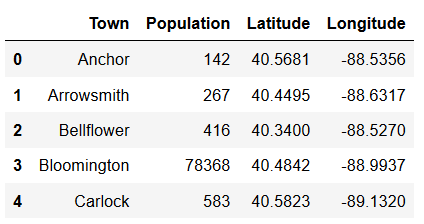 Town Population Latitude Longitude
0 Anchor 142 40.5681 -88.5356
1 Arrowsmith 267 40.4495 -88.6317
2 Bellflower 416 40.3400 -88.5270
3 Bloomington 78368 40.4842 -88.9937
4 Carlock 583 40.5823 -89.1320